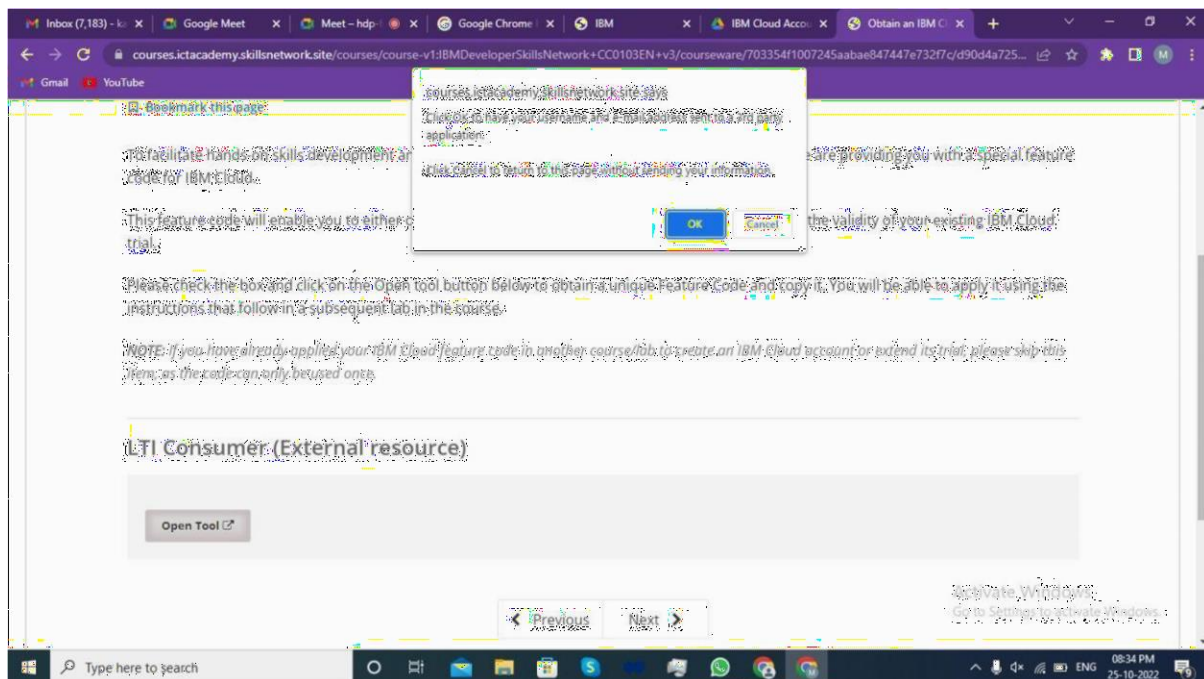 Inbox (7,183) - ka
Google Meet
Meet – hdp-
Google Chrome
IBM
IBM Cloud Accou
Obtain an IBM Cl
courses.ictacademy.skillsnetwork.site/courses/course-v1:IBMDeveloperSkillsNetwork+CC0103EN+v3/courseware/703354f1007245aabae847447e732f7c/d90d4a725...
M
Gmail
YouTube
courses.ictacademy.skillsnetwork.site says
Click OK to have your username and e-mail address sent to a 3rd party
application.
Click Cancel to return to this page without sending your information.
OK
Cancel
Bookmark this page
To facilitate hands-on skills development an
e are providing you with a special feature
code for IBM Cloud.
This feature code will enable you to either c
the validity of your existing IBM Cloud
trial.
Please check the box and click on the Open tool button below to obtain a unique Feature Code and copy it. You will be able to apply it using the
instructions that follow in a subsequent lab in the course.
NOTE: If you have already applied your IBM Cloud feature code in another course/lab to create an IBM Cloud account or extend its trial, please skip this
item, as the code can only be used once.
LTI Consumer (External resource)
Open Tool
Previous
Next
Activate Windows
Go to Settings to activate Windows.
Type here to search
ENG
08:34 PM
25-10-2022